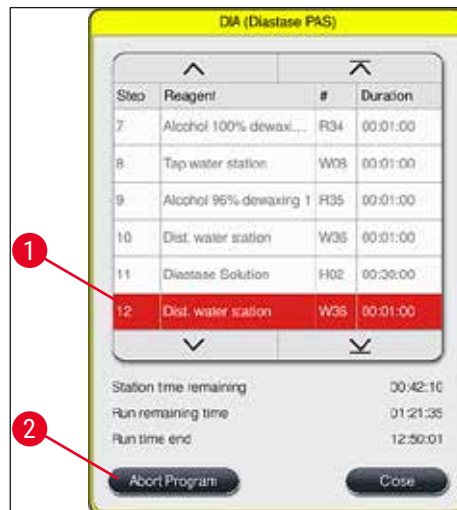 DIA (Diastase PAS)
Step Reagent # Duration
7 Alcohol 100% dewaxi... R34 00:01:00
8 Tap water station W08 00:01:00
9 Alcohol 96% dewaxing 1 R35 00:01:00
10 Dist. water station W36 00:01:00
11 Diastase Solution H02 00:30:00
1
12 Dist. water station W36 00:01:00
Station time remaining 00:42:10
Run remaining time 01:21:35
2
Run time end 12:50:01
Abort Program Close